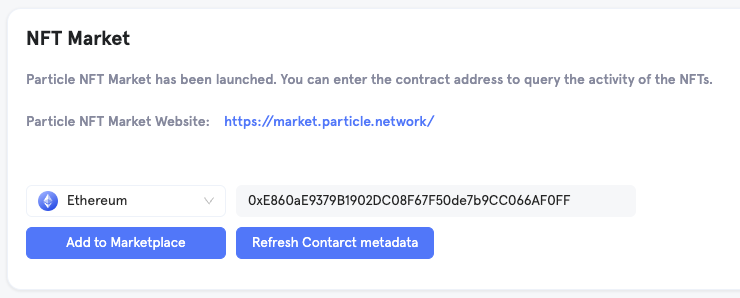 NFT Market
Particle NFT Market has been launched. You can enter the contract address to query the activity of the NFTs.
Particle NFT Market Website: https://market.particle.network/
Ethereum 0xE860aE9379B1902DC08F67F50de7b9CC066AF0FF
Add to Marketplace Refresh Contarct metadata